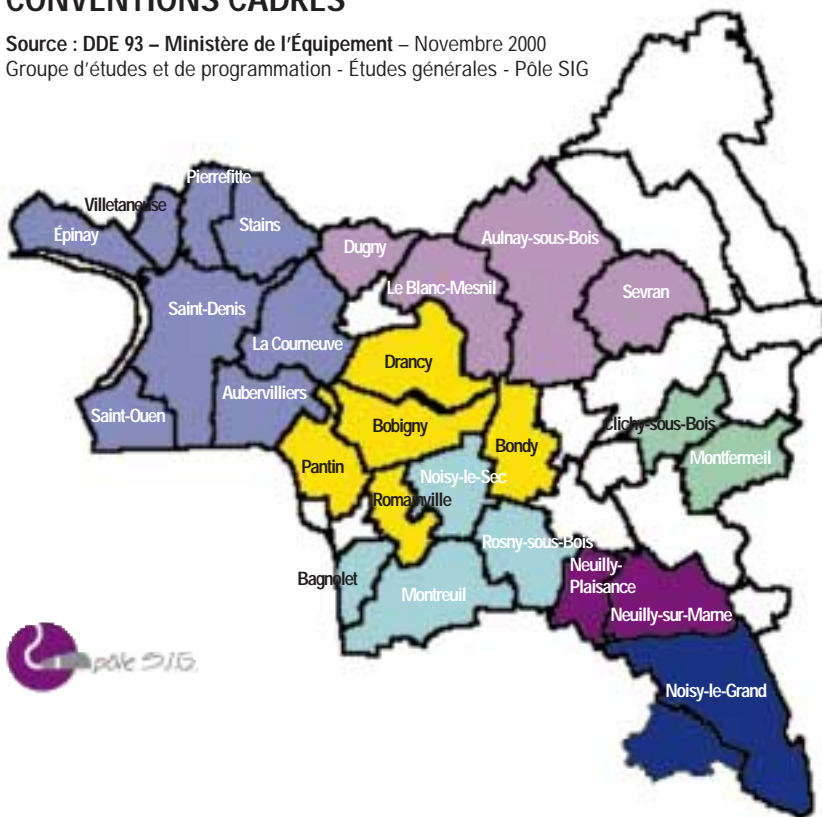 CONVENTIONS CADRES
Source : DDE 93 – Ministère de l'Équipement – Novembre 2000
Groupe d'études et de programmation - Études générales - Pôle SIG
Pierrefitte
Villetaneuse
Stains
Épinay
Dugny
Aulnay-sous-Bois
Le Blanc-Mesnil
Sevran
Saint-Denis
La Courneuve
Drancy
Aubervilliers
Saint-Ouen
Bobigny
Clichy-sous-Bois
Bondy
Montfermeil
Pantin
Noisy-le-Sec
Romainville
Rosny-sous-Bois
Neuilly-
Plaisance
Bagnolet
Montreuil
Neuilly-sur-Marne
pôle SIG.
Noisy-le-Grand